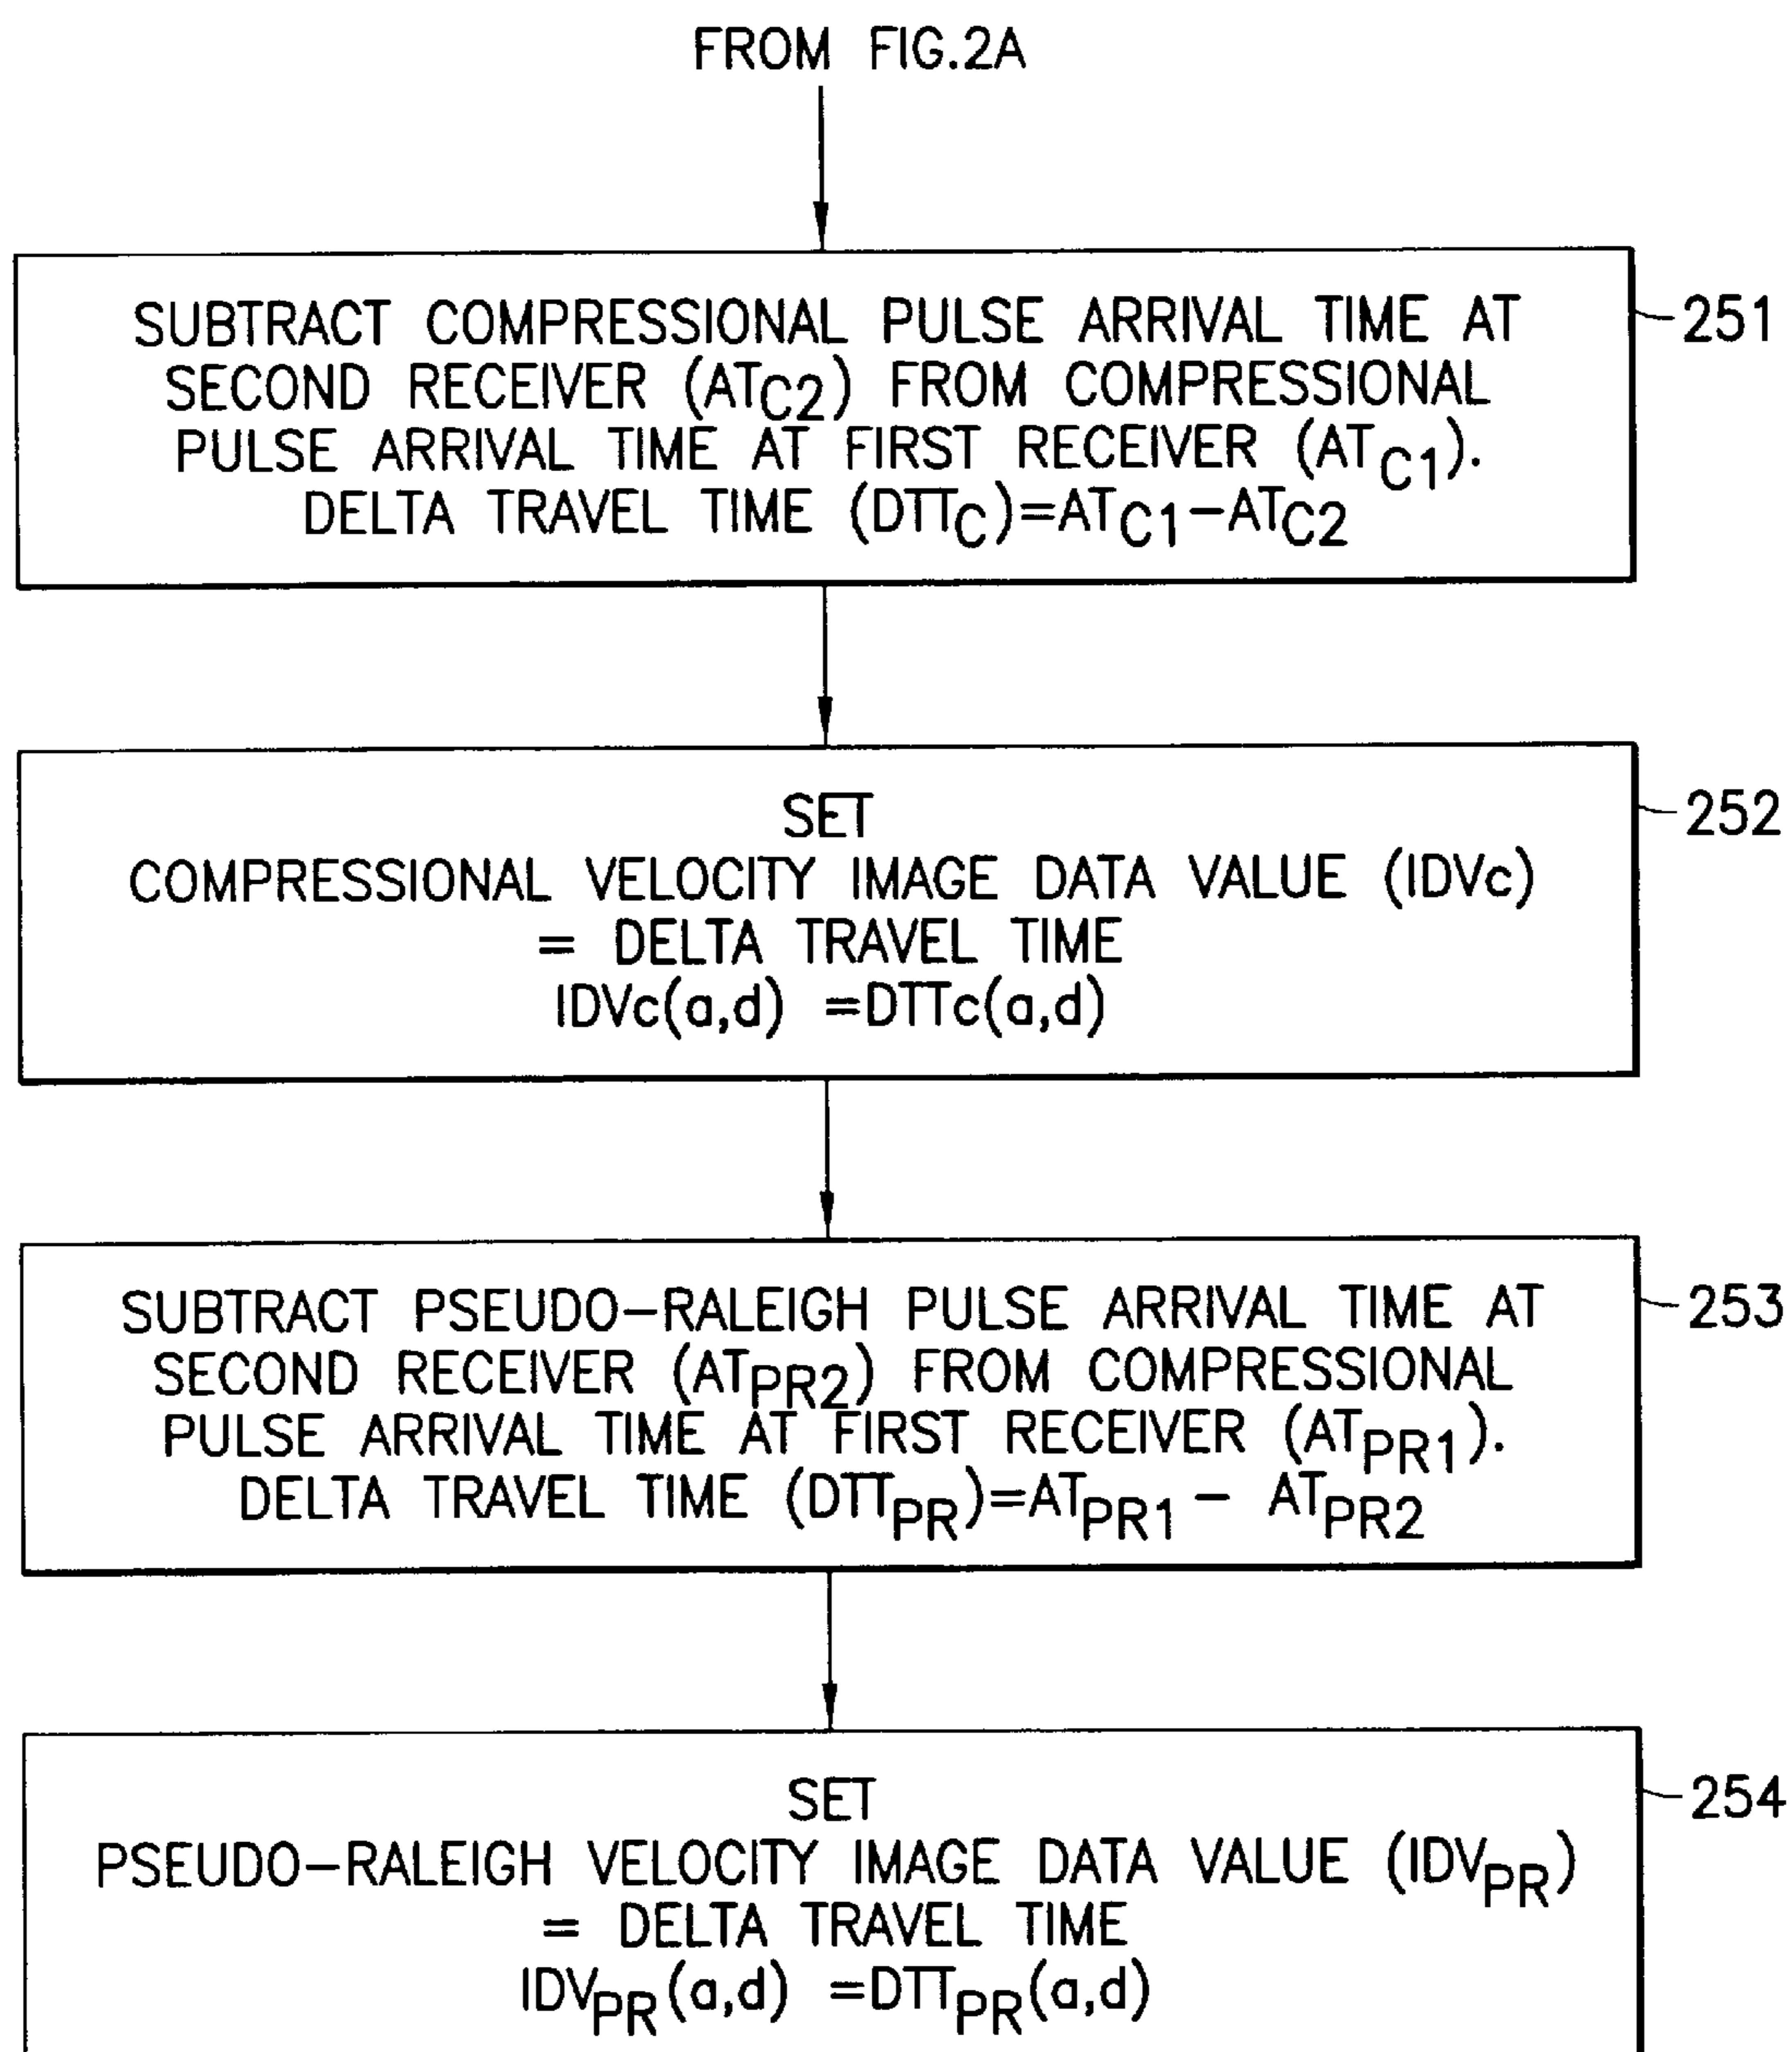 FROM FIG.2A
SUBTRACT COMPRESSIONAL PULSE ARRIVAL TIME AT
SECOND RECEIVER (ATC2) FROM COMPRESSIONAL
PULSE ARRIVAL TIME AT FIRST RECEIVER (ATC1).
DELTA TRAVEL TIME (DTTC)=ATC1-ATC2
251
SET
COMPRESSIONAL VELOCITY IMAGE DATA VALUE (IDVc)
= DELTA TRAVEL TIME
IDVc(a,d) =DTTc(a,d)
252
SUBTRACT PSEUDO-RALEIGH PULSE ARRIVAL TIME AT
SECOND RECEIVER (ATPR2) FROM COMPRESSIONAL
PULSE ARRIVAL TIME AT FIRST RECEIVER (ATPR1).
DELTA TRAVEL TIME (DTTPR)=ATPR1 - ATPR2
253
SET
PSEUDO-RALEIGH VELOCITY IMAGE DATA VALUE (IDVPR)
= DELTA TRAVEL TIME
IDVPR(a,d) =DTTPR(a,d)
254